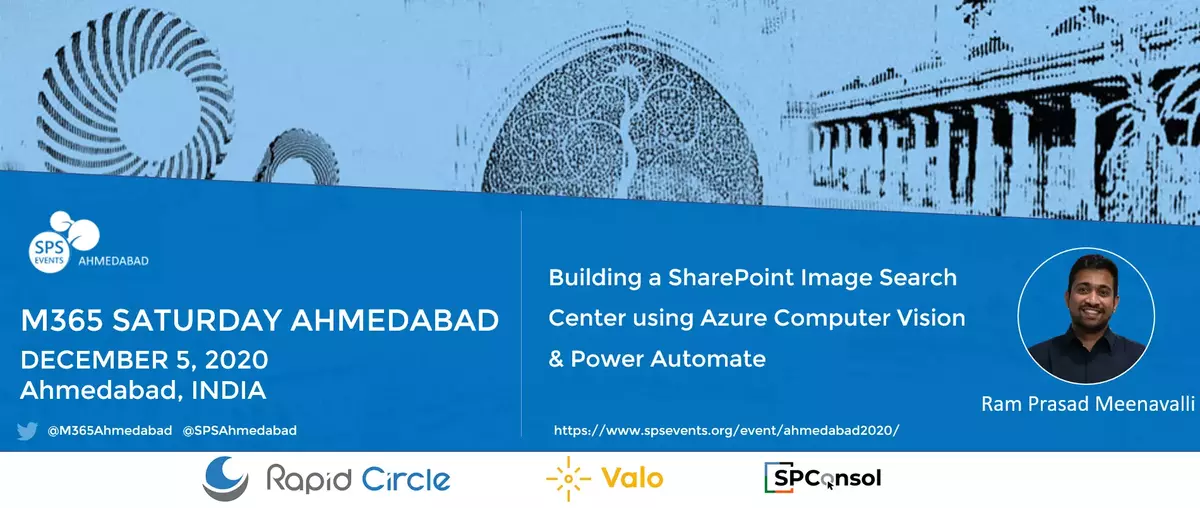 SPS
EVENTS
AHMEDABAD
M365 SATURDAY AHMEDABAD
DECEMBER 5, 2020
Ahmedabad, INDIA
@M365Ahmedabad @SPSAhmedabad
Building a SharePoint Image Search
Center using Azure Computer Vision
& Power Automate
https://www.spsevents.org/event/ahmedabad2020/
Ram Prasad Meenavalli
Rapid Circle
Valo
SPConsol